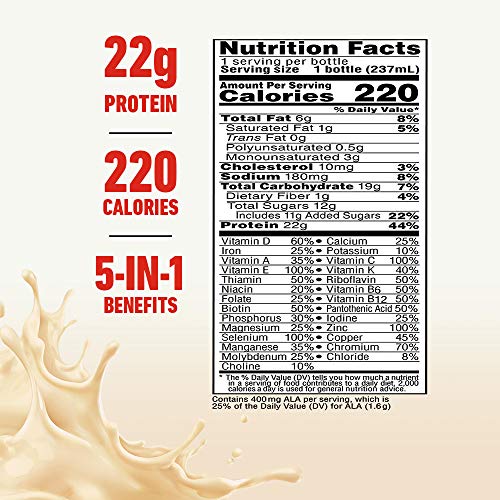 22g
PROTEIN
220
CALORIES
5-IN-1
BENEFITS
Nutrition Facts
1 serving per bottle
Serving size 1 bottle (237mL)
Amount Per Serving
Calories 220
% Daily Value*
Total Fat 6g 8%
Saturated Fat 1g 5%
Trans Fat 0g
Polyunsaturated 0.5g
Monounsaturated 3g
Cholesterol 10mg 3%
Sodium 180mg 8%
Total Carbohydrate 19g 7%
Dietary Fiber 1g 4%
Total Sugars 12g
Includes 11g Added Sugars 22%
Protein 22g 44%
Vitamin D 60% • Calcium 25%
Iron 25% • Potassium 10%
Vitamin A 35% • Vitamin C 100%
Vitamin E 100% • Vitamin K 40%
Thiamin 50% • Riboflavin 50%
Niacin 20% • Vitamin B6 50%
Folate 25% • Vitamin B12 50%
Biotin 50% • Pantothenic Acid 50%
Phosphorus 30% • Iodine 25%
Magnesium 25% • Zinc 100%
Selenium 100% • Copper 45%
Manganese 35% • Chromium 70%
Molybdenum 25% • Chloride 8%
Choline 10%
* The % Daily Value (DV) tells you how much a nutrient
in a serving of food contributes to a daily diet. 2,000
calories a day is used for general nutrition advice.
Contains 400mg ALA per serving, which is
25% of the Daily Value (DV) for ALA (1.6g)